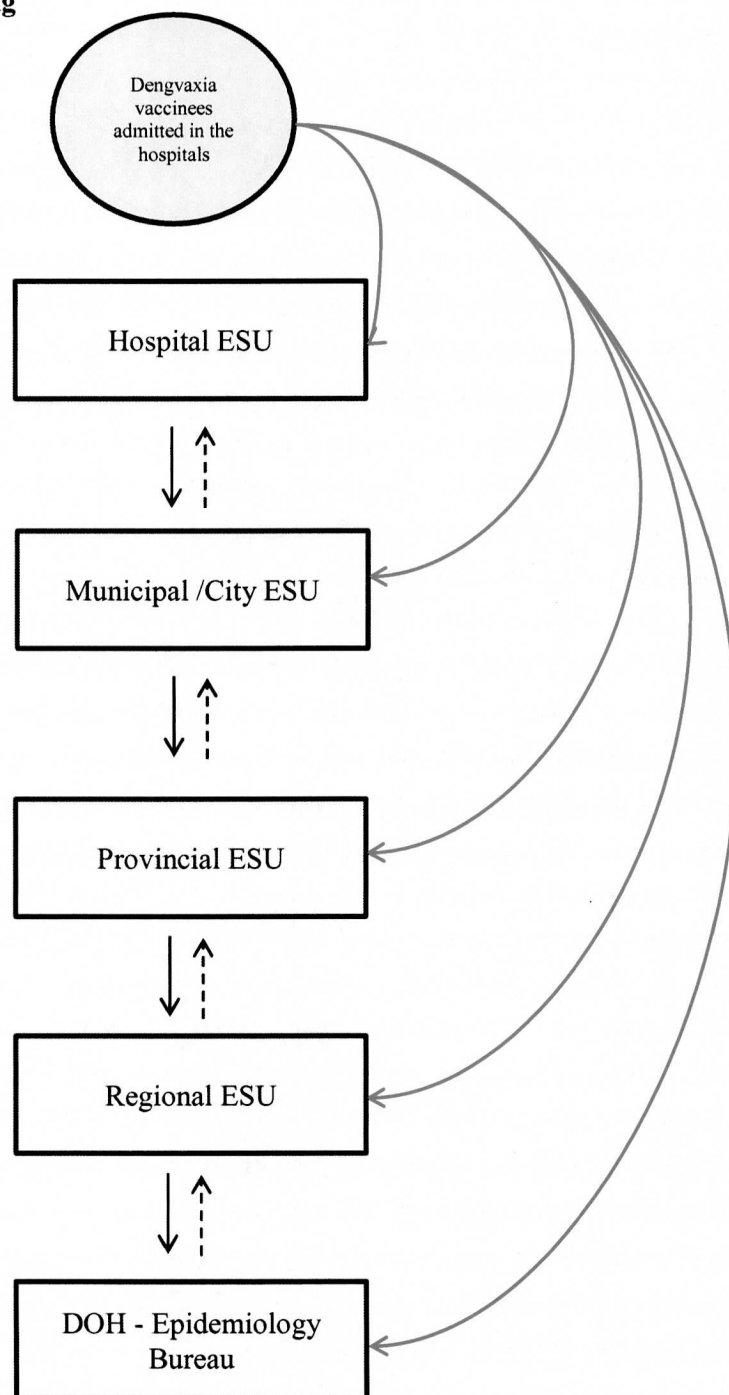 Dengvaxia
vaccinees
admitted in the
hospitals
Hospital ESU
Municipal /City ESU
Provincial ESU
Regional ESU
DOH - Epidemiology
Bureau